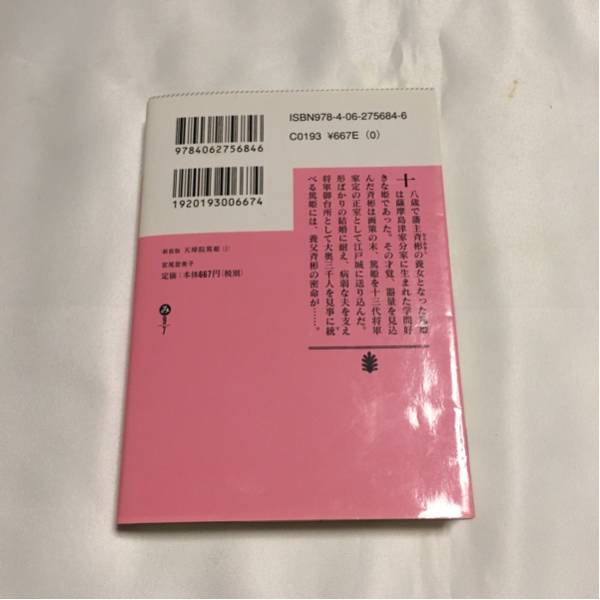 ISBN978-4-06-275684-6
C0193 ¥667E (0)
9784062756846
1920193006674
新装版 天璋院篤姫(上)
宮尾登美子
定価:本体667円(税別)
み
十八歳で藩主斉彬の養女となった篤姫
は薩摩島津家分家に生まれた学問好
きな姫であった。その才覚、器量を見込
んだ斉彬は画策の末、篤姫を十三代将軍
家定の正室として江戸城に送り込んだ。
形ばかりの結婚に耐え、病弱な夫を支え
将軍御台所として大奥三千人を見事に統
べる篤姫には、養父斉彬の密命が……。